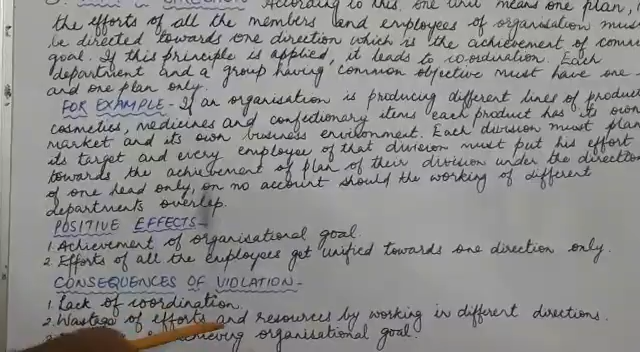 According to this one unit means one plan,
the efforts of all the members and employees of organisation must
be directed towards one direction which is the achievement of
goal. If this principle is applied, it leads to co.ordination. Each
department and a group having common objective must have one
and one plan only.
FOR EXAMPLE - If an organisation is producing different lines of product
cosmetics, medicines and confectionary items each product has its own
market and its own business environment. Each division must plan
its target and every employee of that division must put his effort
towards the achievement of plan of their division under the direction
of one head only, on no account should the working of different
departments overlap.
POSITIVE EFFECTS -
1. Achievement of organisational goal.
2. Efforts of all the employees get unified towards one direction only.
CONSEQUENCES OF VIOLATION -
1. Lack of coordination.
2. Wastage of efforts and resources by working in different directions.
achieving organisational goal.